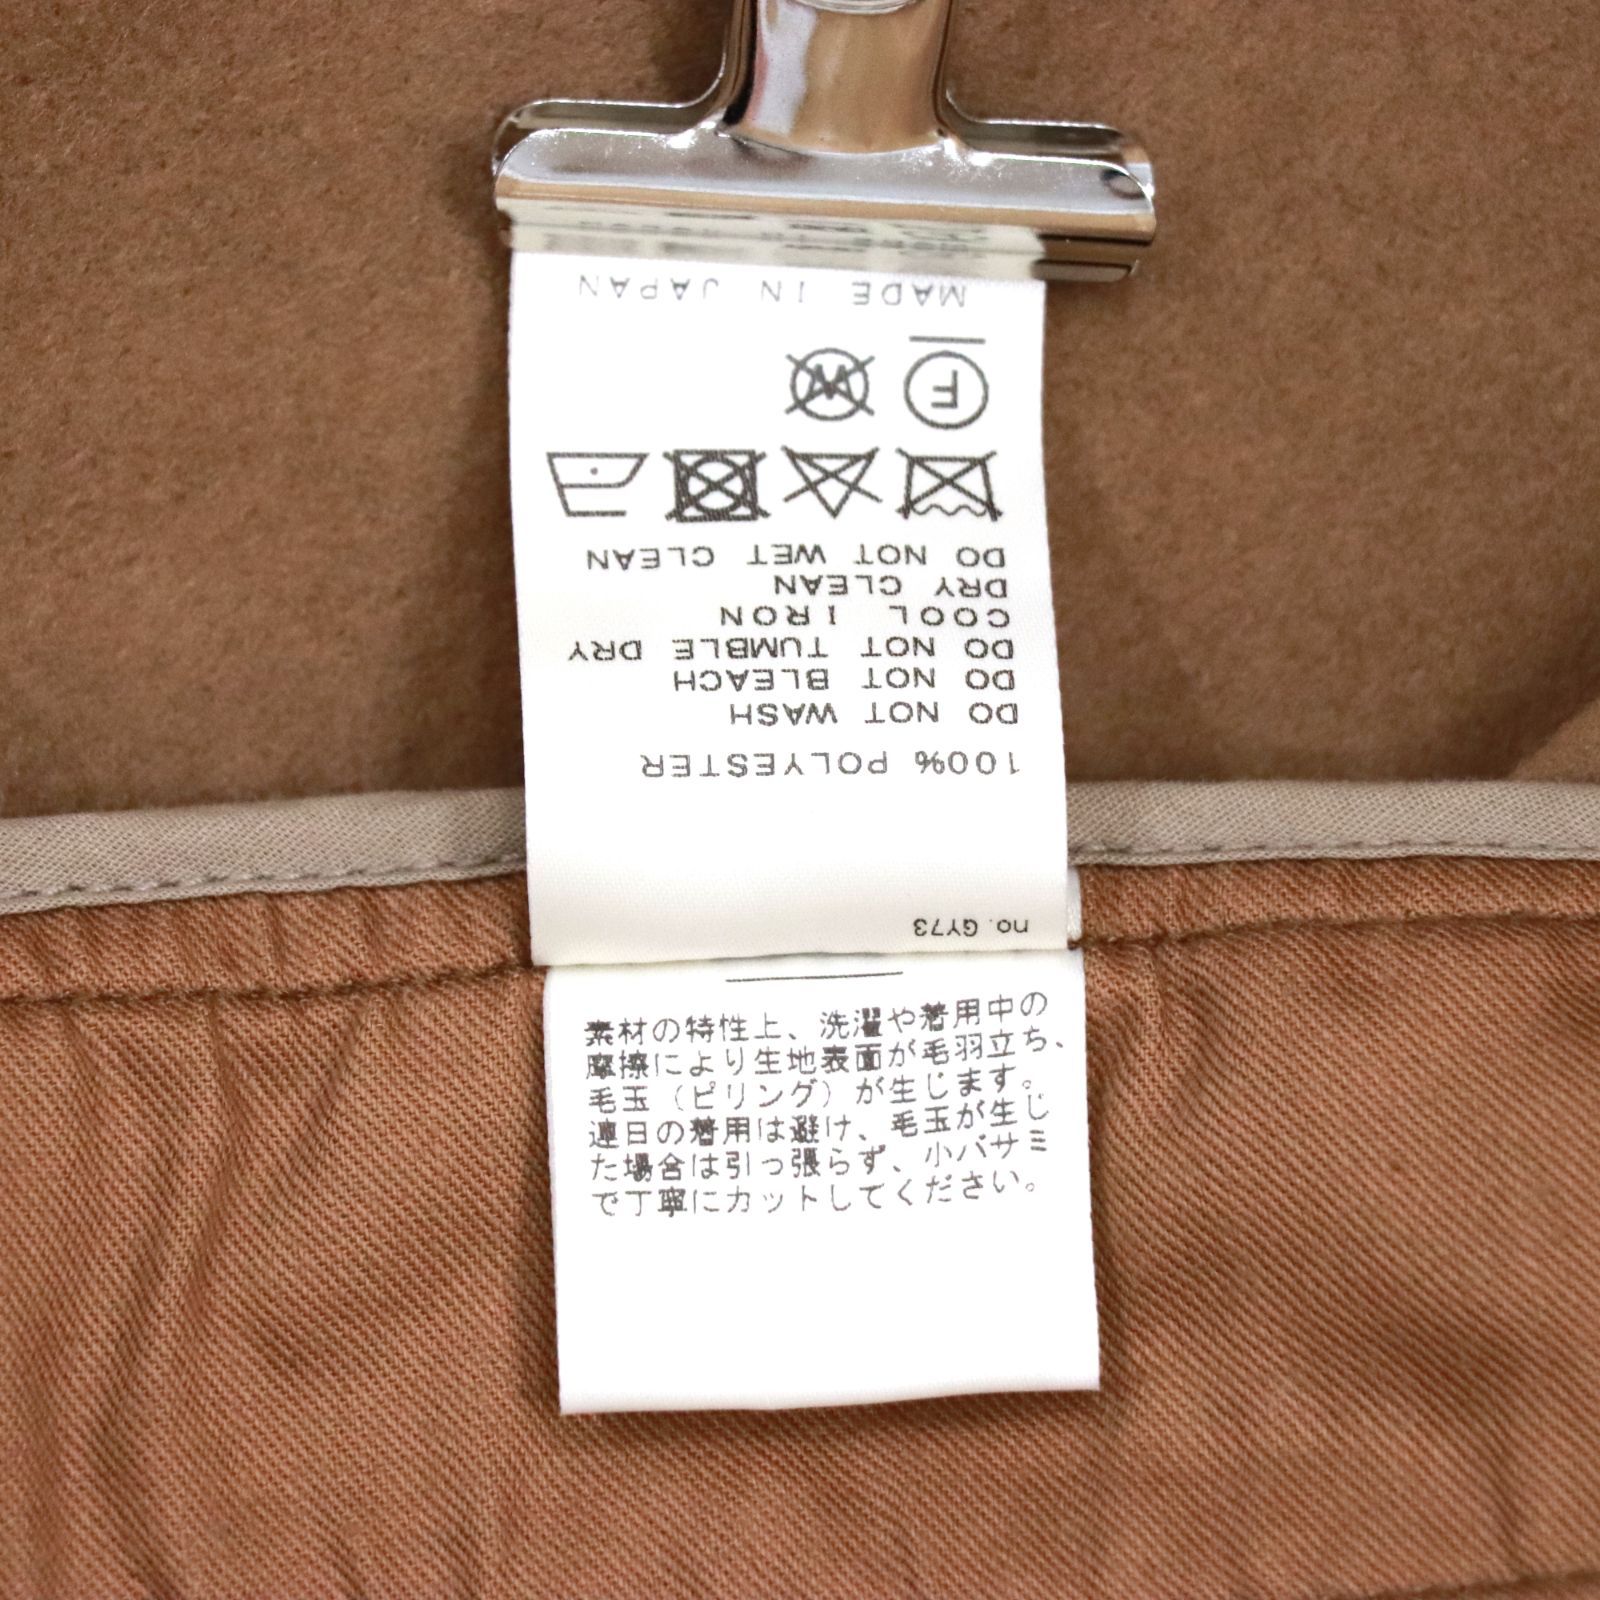 no. GY73
100% POLYESTER
DO NOT WASH
DO NOT BLEACH
DO NOT TUMBLE DRY
COOL IRON
DRY CLEAN
DO NOT WET CLEAN
F W
MADE IN JAPAN
素材の特性上、洗濯や着用中の
摩擦により生地表面が毛羽立ち、
毛玉（ピリング）が生じます。
連日の着用は避け、毛玉が生じ
た場合は引っ張らず、小バサミ
で丁寧にカットしてください。